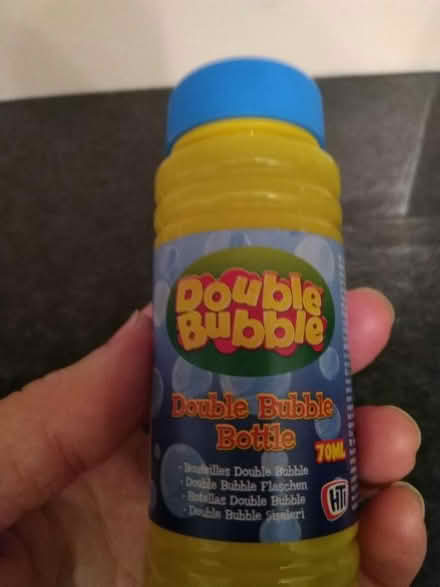 Double
Bubble
Double Bubble
Bottle
70ML
• Bouteilles Double Bubble
• Double Bubble Flaschen
• Botellas Double Bubble
• Double Bubble Şişeleri
HTI